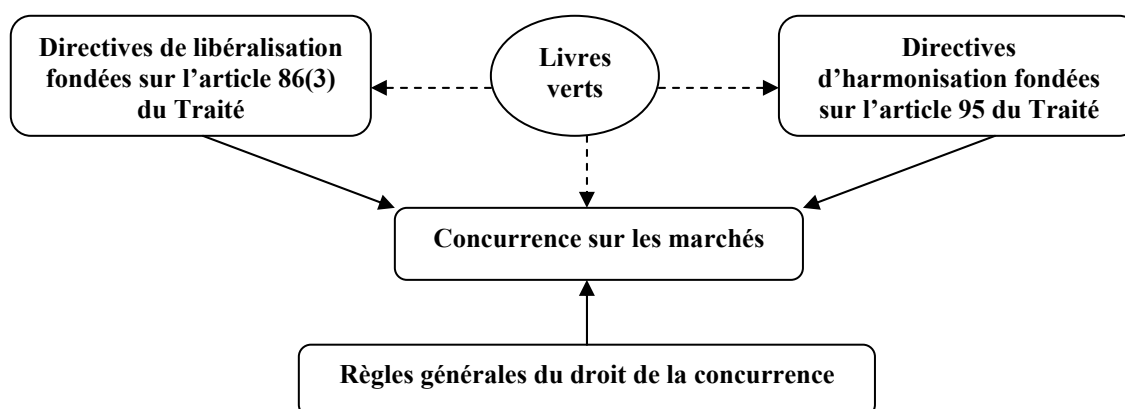 Directives de libéralisation
fondées sur l’article 86(3)
du Traité
Livres
verts
Directives
d’harmonisation fondées
sur l’article 95 du Traité
Concurrence sur les marchés
Règles générales du droit de la concurrence